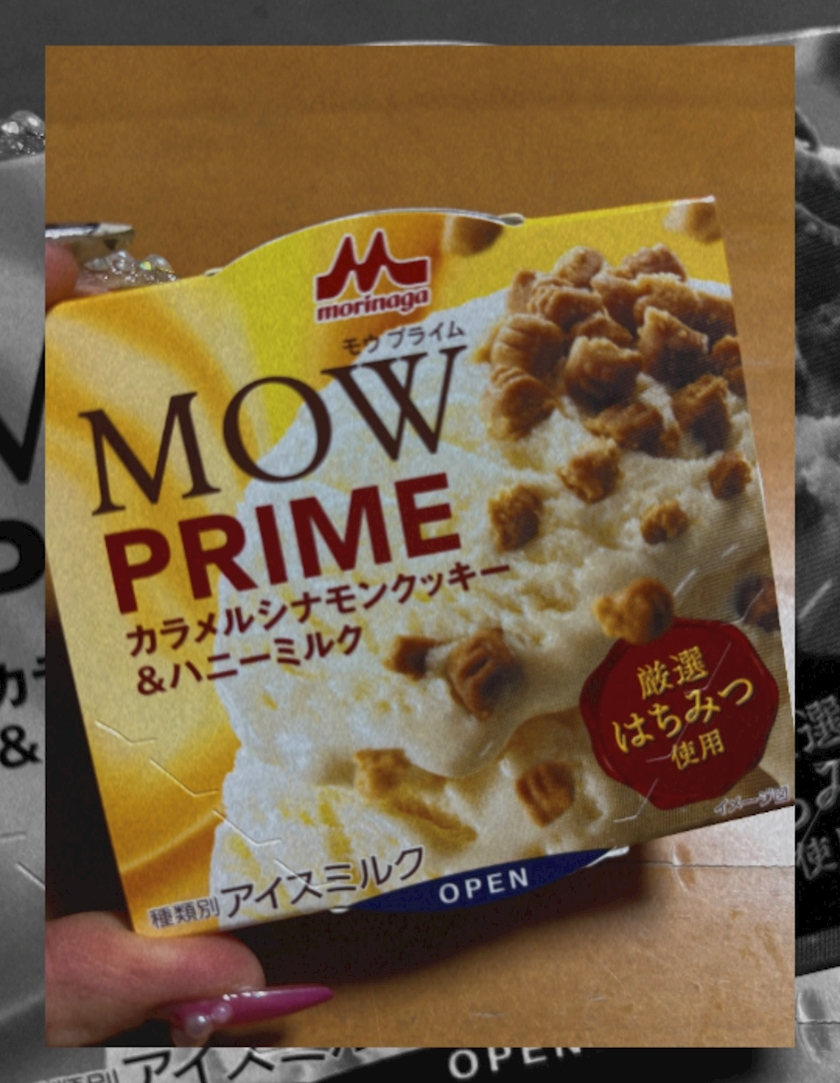 morinaga
モウ プライム
MOW
PRIME
カラメルシナモンクッキー
&ハニーミルク
厳選
はちみつ
使用
イメージ図
種類別アイスミルク
OPEN